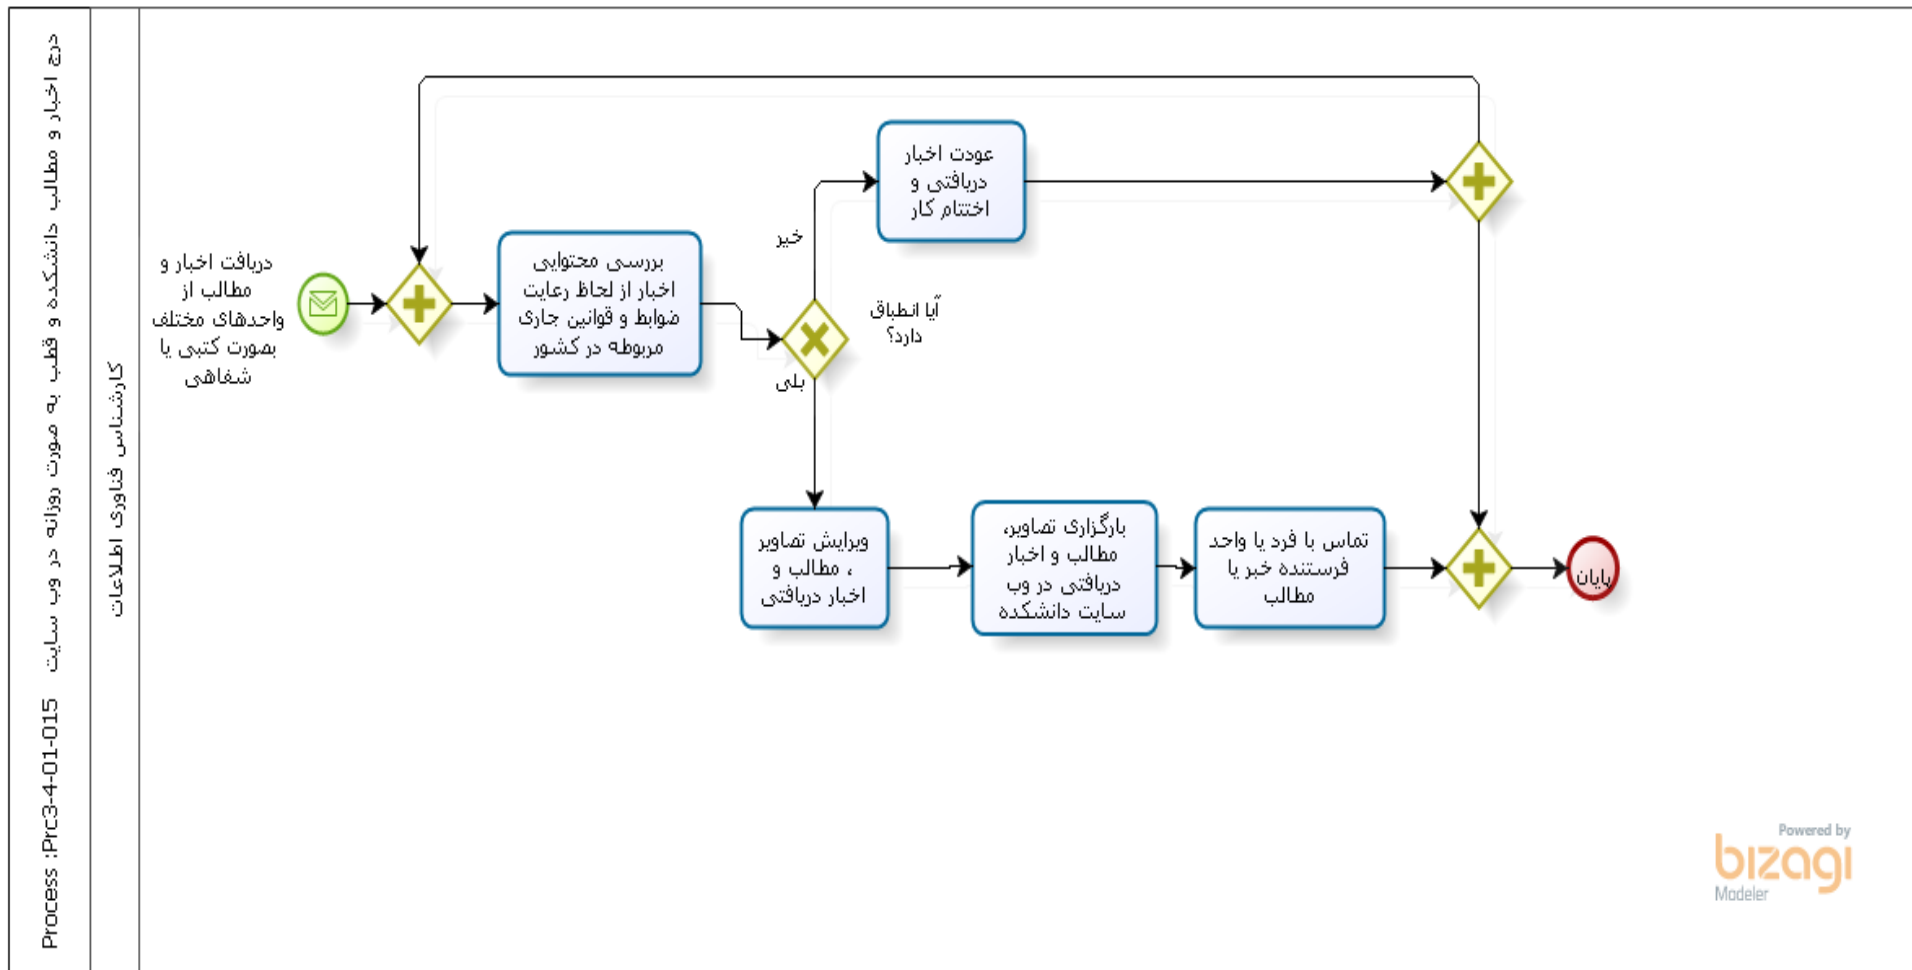 درج اخبار و مطالب دانشکده و قطب به صورت روزانه در وب سایت Process :Prc3-4-01-015
کارشناس فناوری اطلاعات
دریافت اخبار و
مطالب از
واحدهای مختلف
بصورت کتبی یا
شفاهی
بررسی محتوایی
اخبار از لحاظ رعایت
ضوابط و قوانین جاری
مربوطه در کشور
خیر
آیا انطباق
دارد؟
بلی
عودت اخبار
دریافتی و
اختتام کار
ویرایش تصاویر
، مطالب و
اخبار دریافتی
بارگزاری تصاویر،
مطالب و اخبار
دریافتی در وب
سایت دانشکده
تماس با فرد یا واحد
فرستنده خبر یا
مطالب
پایان
Powered by
bizagi
Modeler